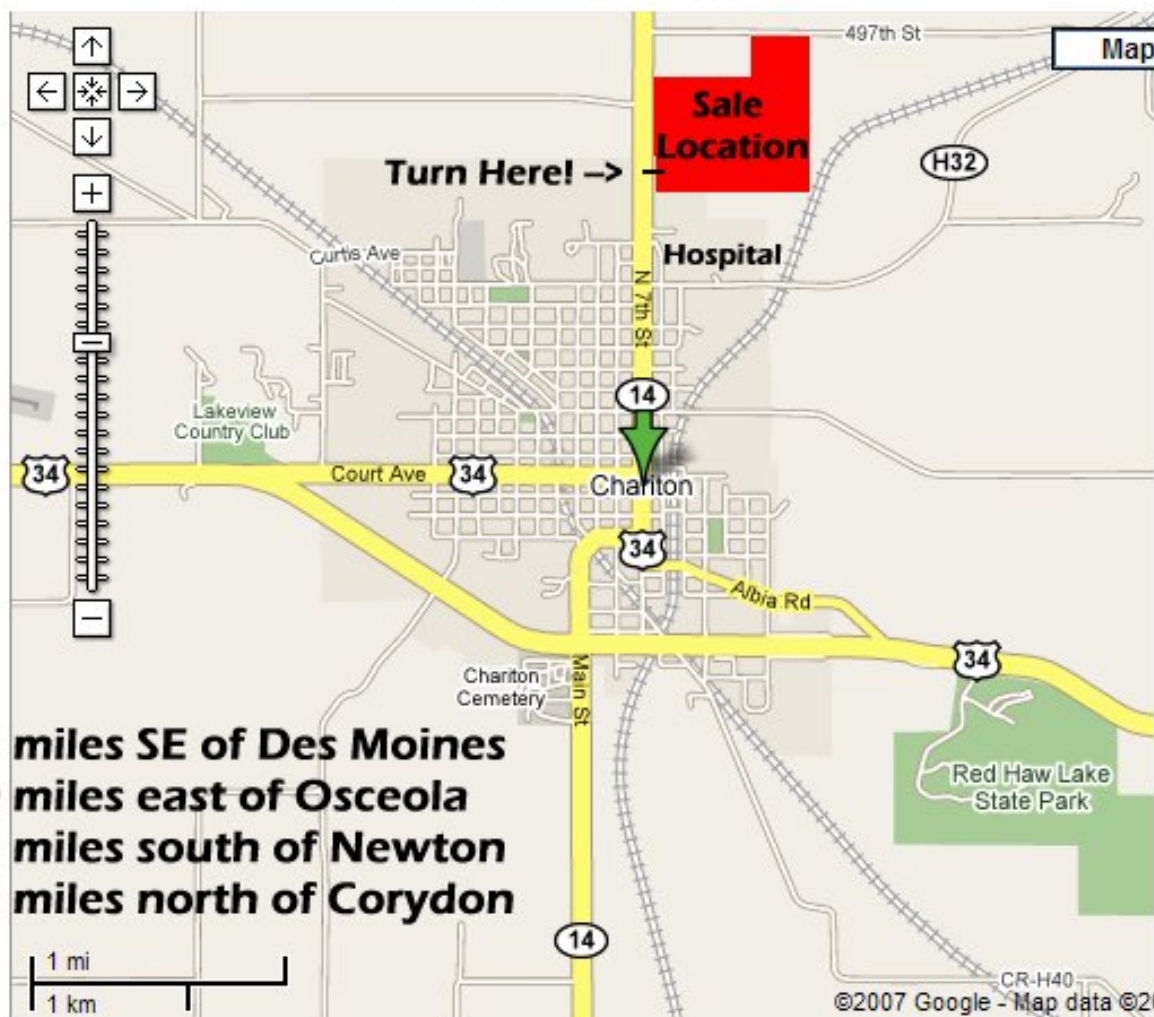 497th St
Map
Sale
Location
H32
Turn Here! –>
Curtis Ave
Hospital
N 7th St
14
Lakeview
Country Club
34
Court Ave
34
Chariton
34
Albia Rd
34
Chariton
Cemetery
Main St
Red Haw Lake
State Park
miles SE of Des Moines
miles east of Osceola
miles south of Newton
miles north of Corydon
14
1 mi
1 km
CR-H40
©2007 Google - Map data ©20